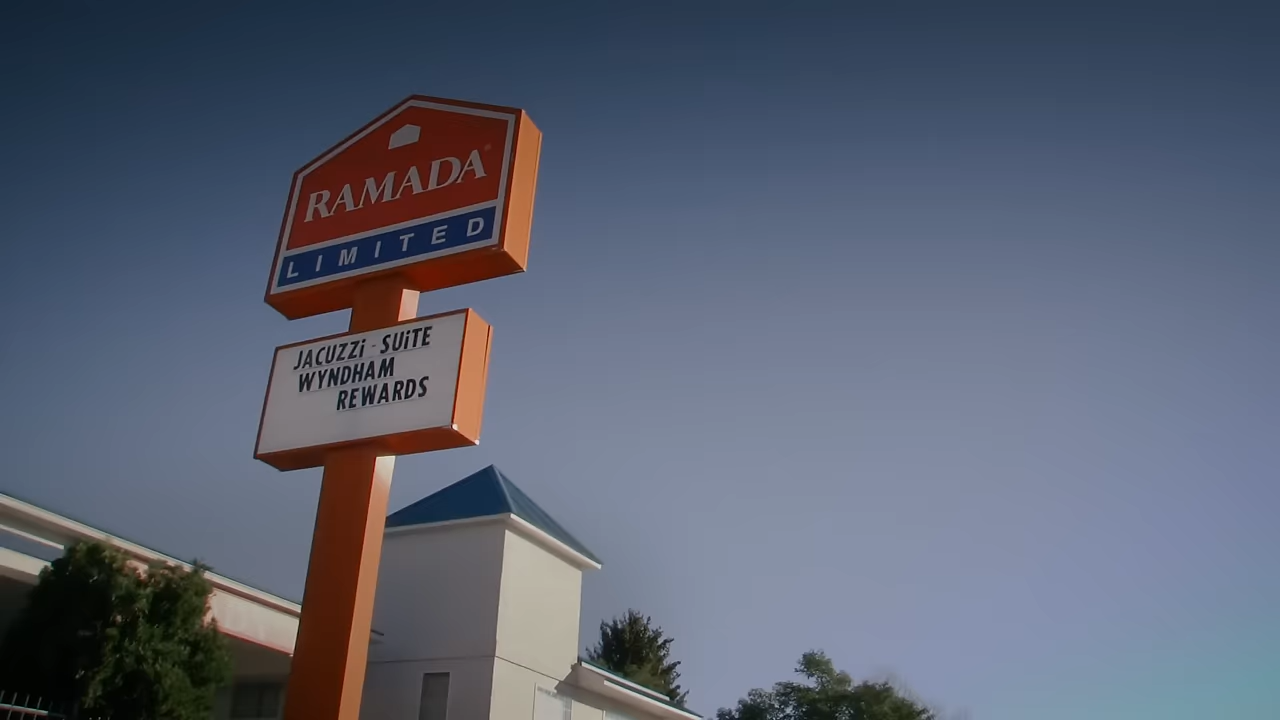 RAMADA
LIMITED
JACUZZi - SUiTE
WYNDHAM
REWARDS